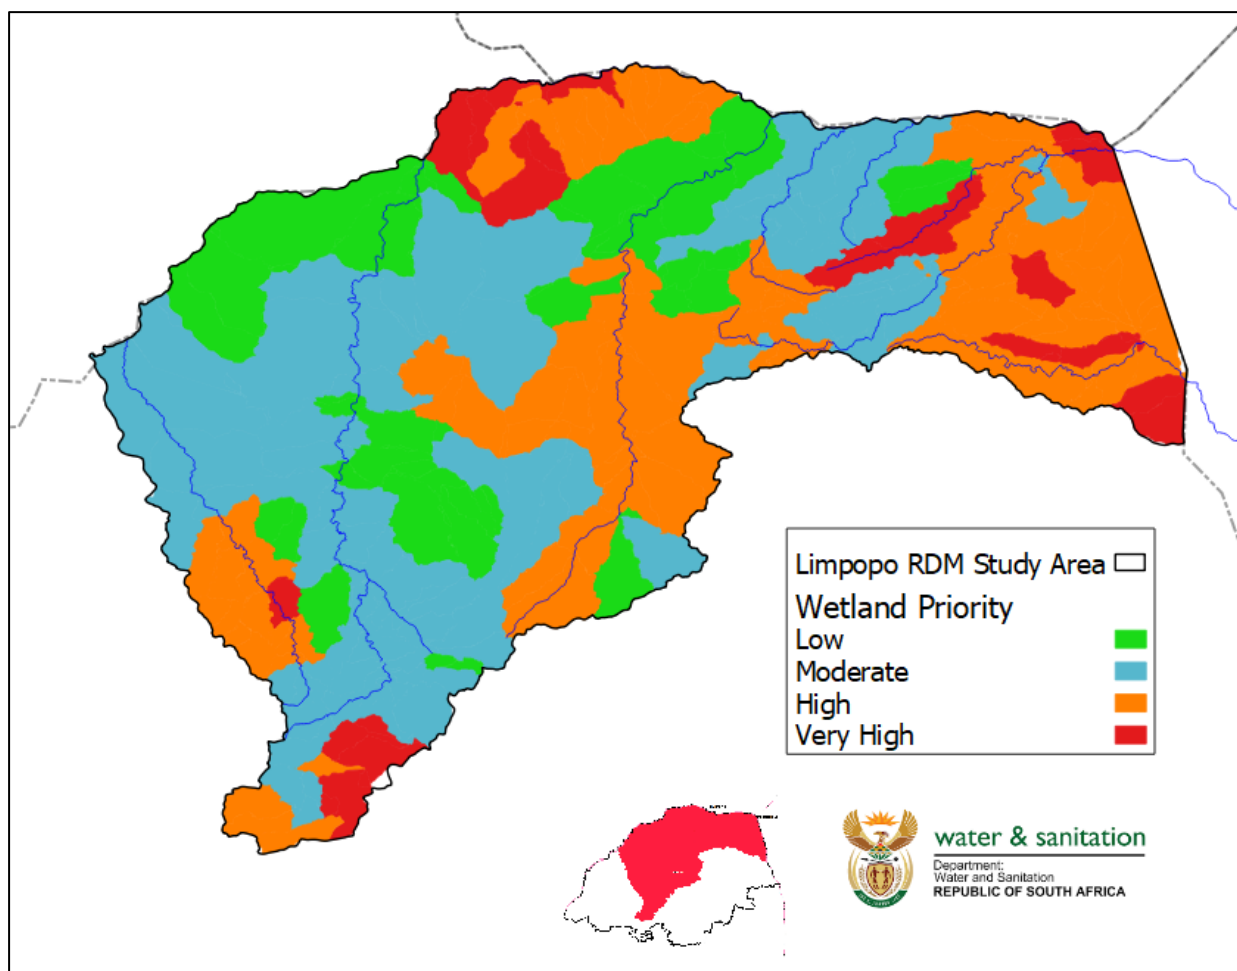 Limpopo RDM Study Area
Wetland Priority
Low
Moderate
High
Very High
water & sanitation
Department:
Water and Sanitation
REPUBLIC OF SOUTH AFRICA